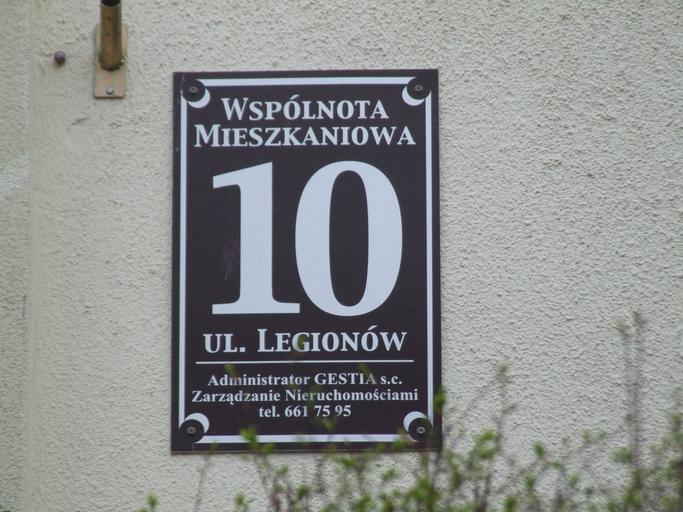 WSPÓLNOTA
MIESZKANIOWA
10
UL. LEGIONÓW
Administrator GESTIA s.c.
Zarządzanie Nieruchomościami
tel. 661 75 95